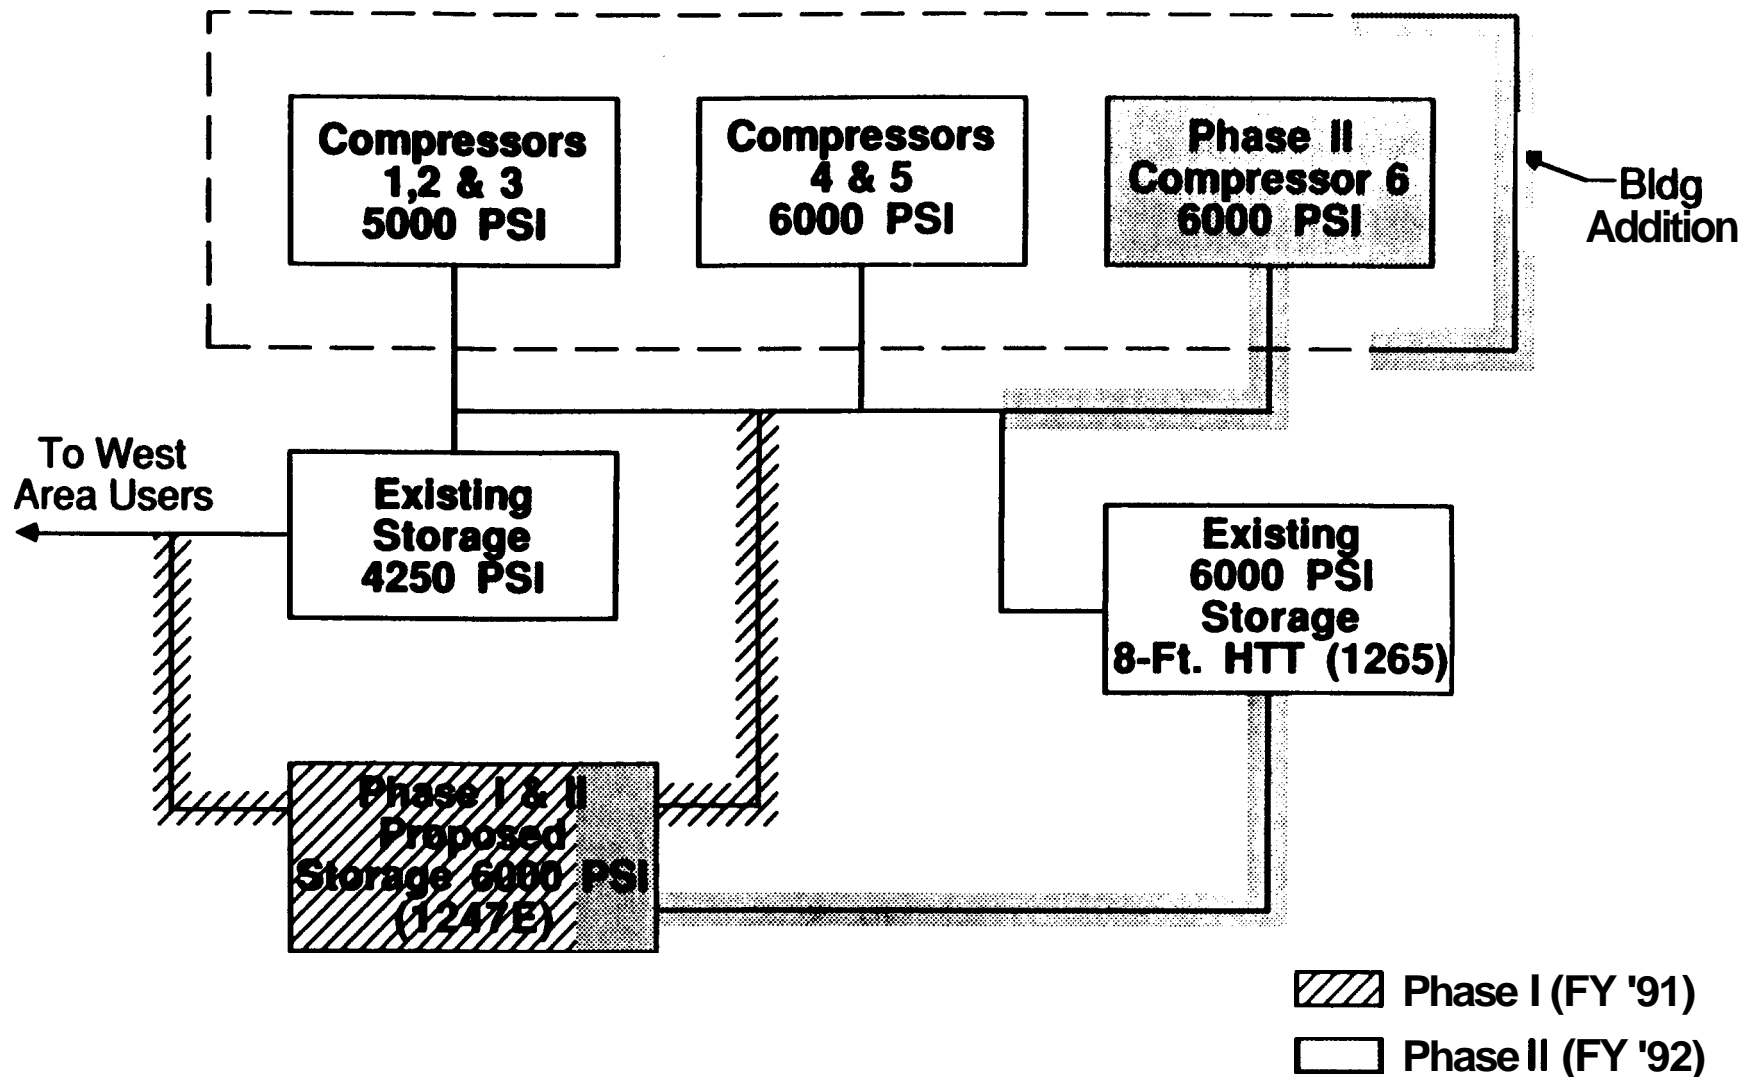 Compressors
1,2 & 3
5000 PSI
Compressors
4 & 5
6000 PSI
Phase II
Compressor 6
6000 PSI
Bldg
Addition
To West
Area Users
Existing
Storage
4250 PSI
Existing
6000 PSI
Storage
8-Ft. HTT (1265)
Phase I & II
Proposed
Storage 6000 PSI
(1247E)
Phase I (FY '91)
Phase II (FY '92)